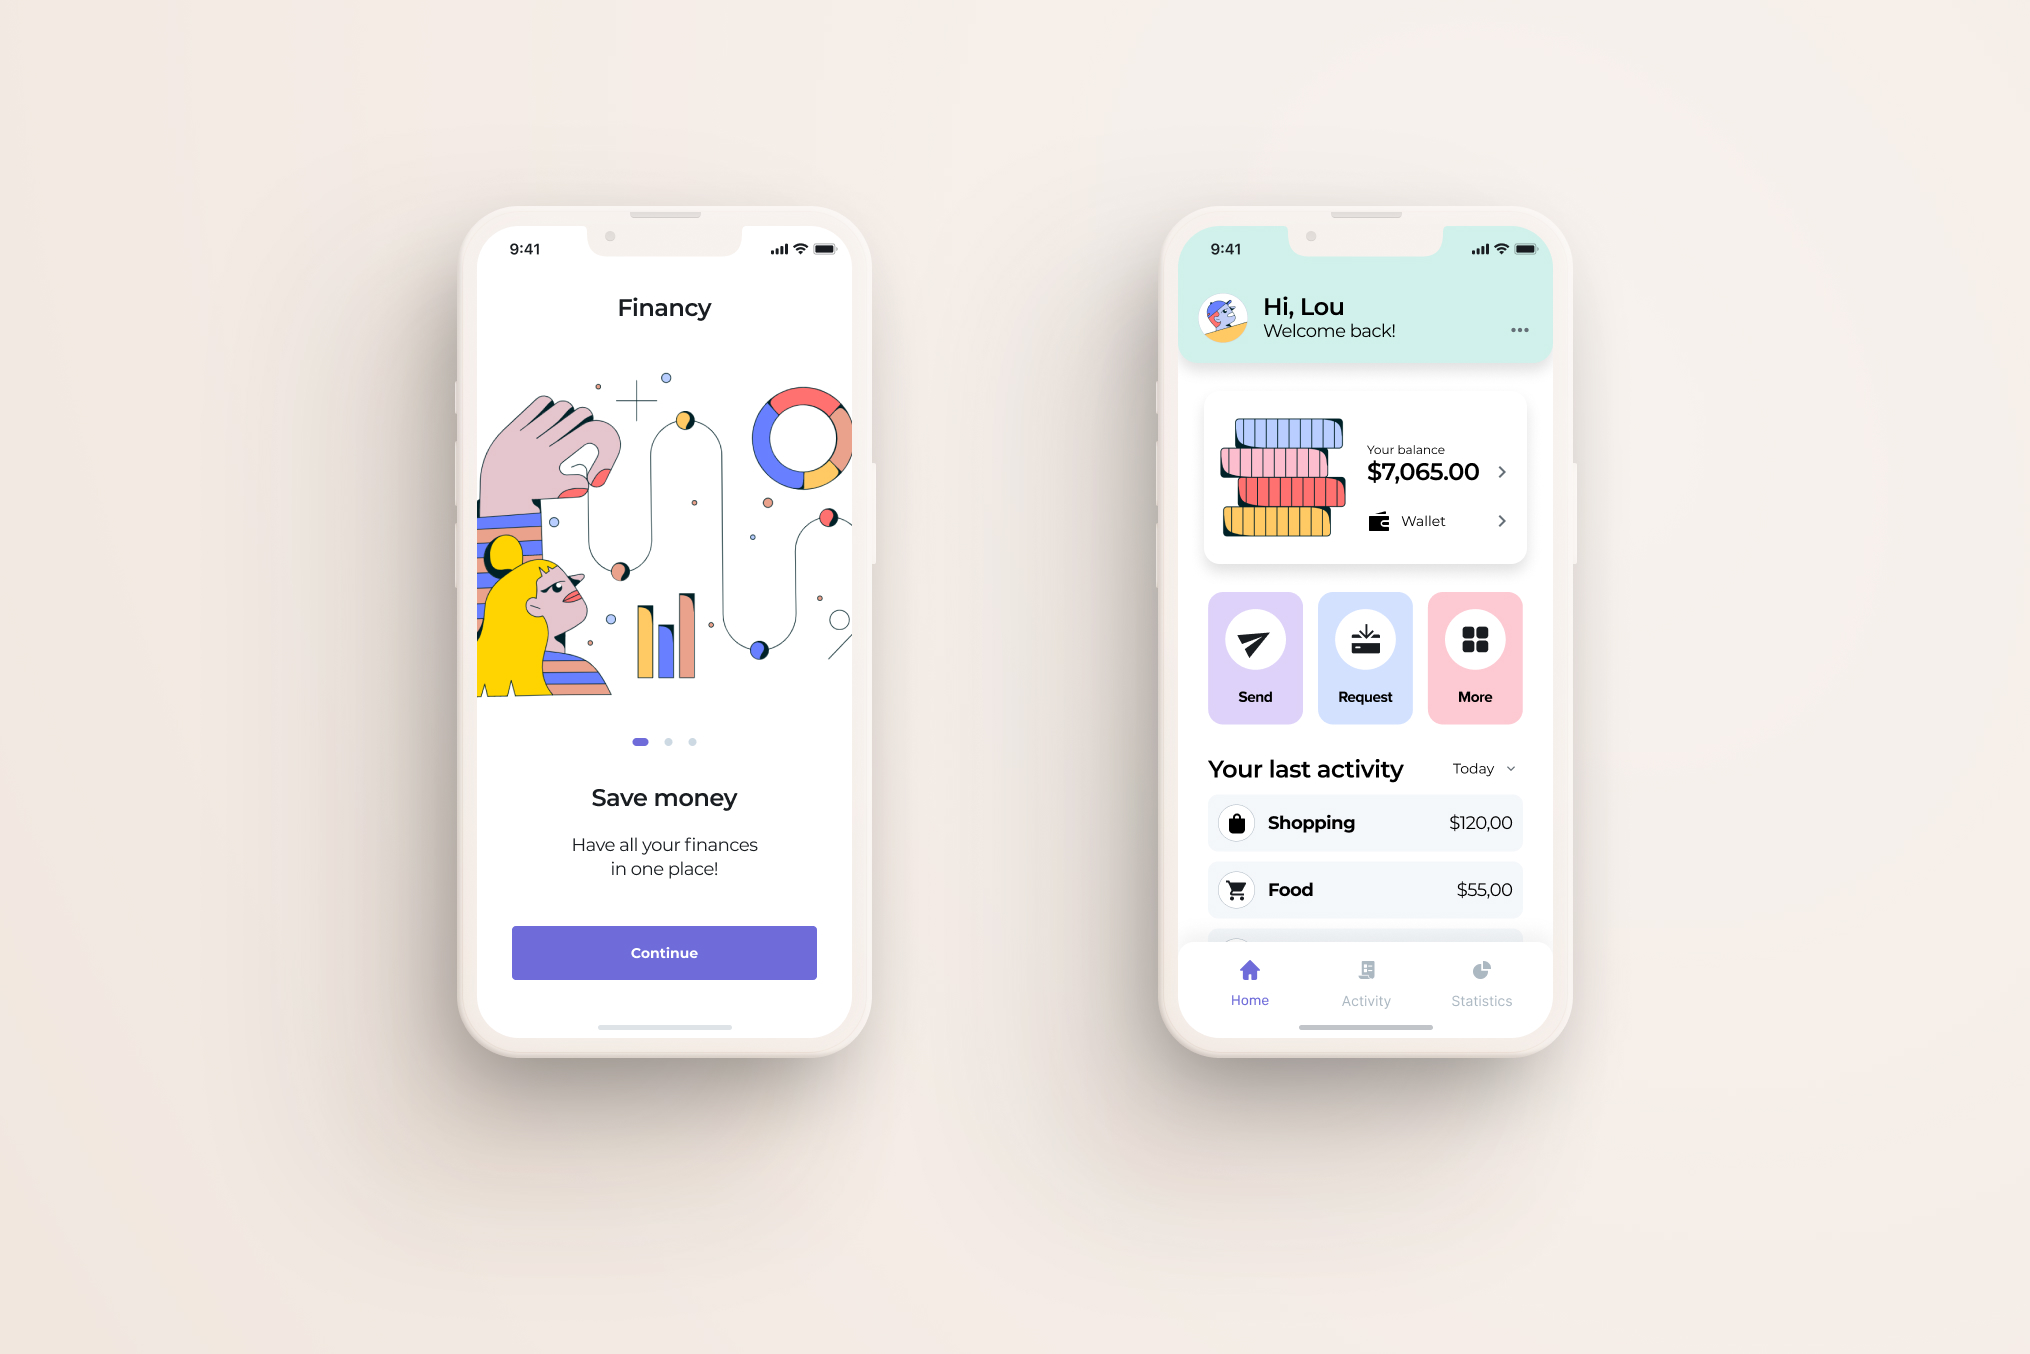 9:41
Financy
Save money
Have all your finances
in one place!
Continue
9:41
Hi, Lou
Welcome back!
Your balance
$7,065.00
Wallet
Send
Request
More
Your last activity
Today
Shopping
$120,00
Food
$55,00
Home
Activity
Statistics